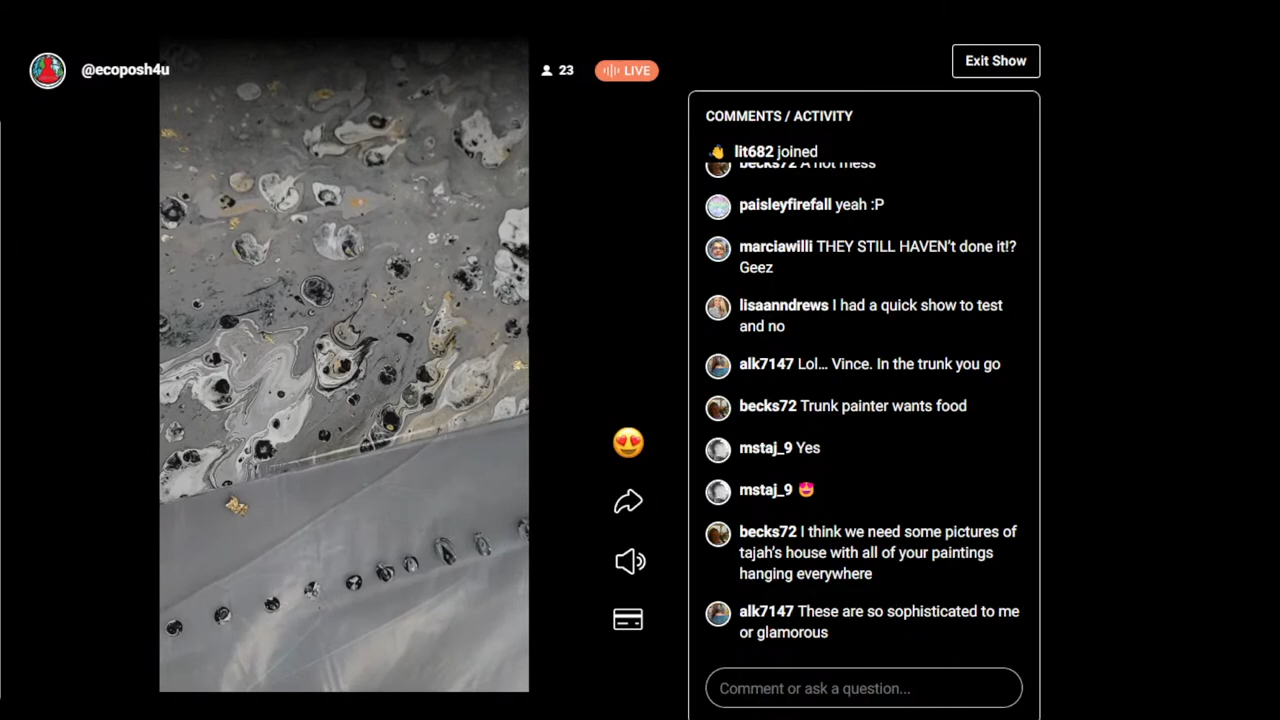 @ecoposh4u
23
LIVE
Exit Show
COMMENTS / ACTIVITY
lit682 joined
becks72 A hot mess
paisleyfirefall yeah :P
marciawilli THEY STILL HAVEN't done it!?
Geez
lisaanndrews I had a quick show to test
and no
alk7147 Lol... Vince. In the trunk you go
becks72 Trunk painter wants food
mstaj_9 Yes
mstaj_9 😍
becks72 I think we need some pictures of
tajah's house with all of your paintings
hanging everywhere
alk7147 These are so sophisticated to me
or glamorous
Comment or ask a question...